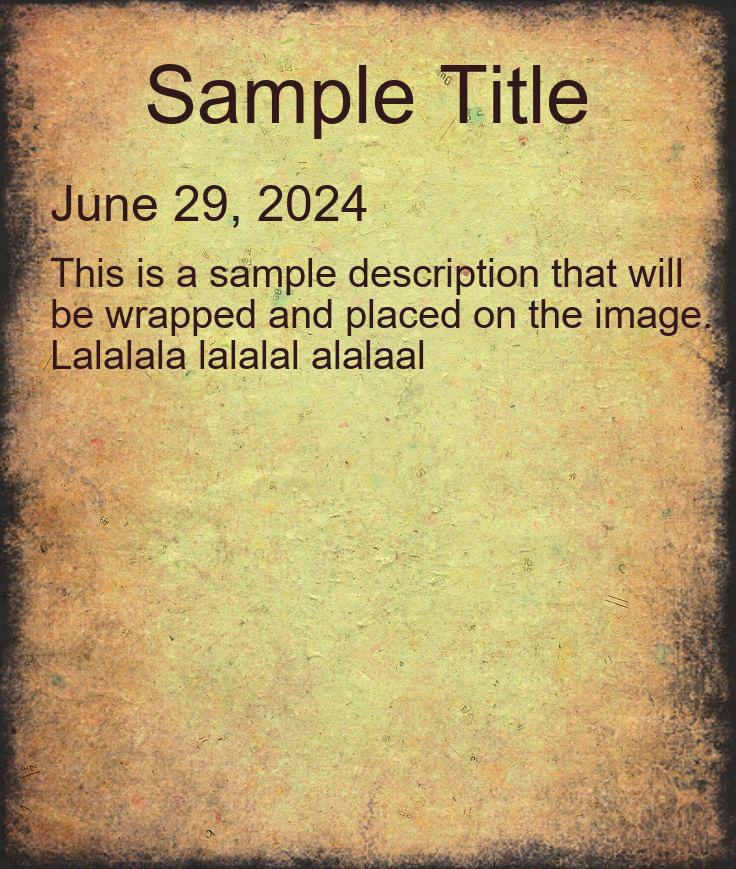 Sample Title
June 29, 2024
This is a sample description that will
be wrapped and placed on the image.
Lalalala lalalal alalaal